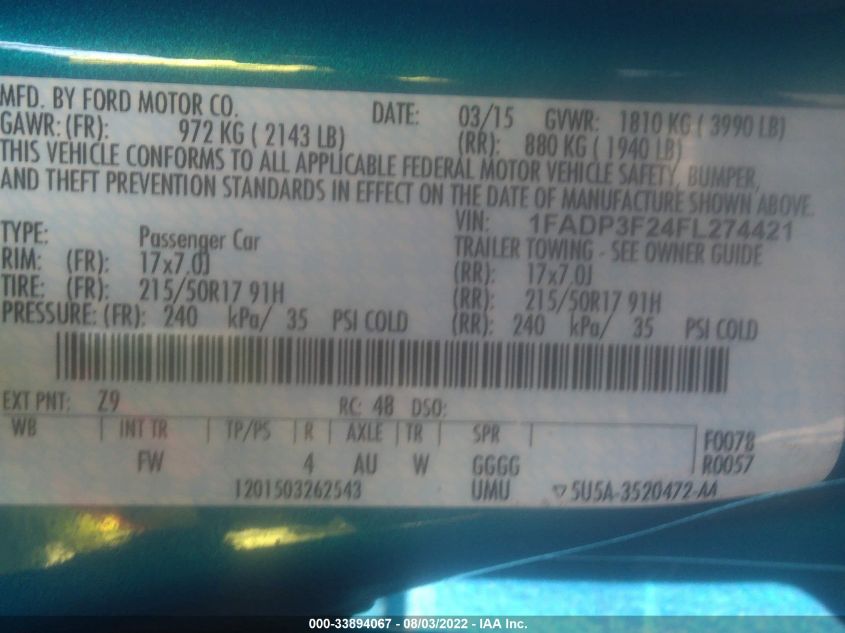 MFD. BY FORD MOTOR CO. DATE: 03/15 GVWR: 1810 KG ( 3990 LB)
GAWR: (FR): 972 KG ( 2143 LB) (RR): 880 KG ( 1940 LB)
THIS VEHICLE CONFORMS TO ALL APPLICABLE FEDERAL MOTOR VEHICLE SAFETY, BUMPER,
AND THEFT PREVENTION STANDARDS IN EFFECT ON THE DATE OF MANUFACTURE SHOWN ABOVE.
VIN: 1FADP3F24FL274421
TYPE: Passenger Car TRAILER TOWING - SEE OWNER GUIDE
RIM: (FR): 17x7.0J (RR): 17x7.0J
TIRE: (FR): 215/50R17 91H (RR): 215/50R17 91H
PRESSURE: (FR): 240 kPa/ 35 PSI COLD (RR): 240 kPa/ 35 PSI COLD
EXT PNT: Z9 RC: 48 DSO:
WB INT TR TP/PS R AXLE TR SPR F0078
FW 4 AU W GGGG R0057
1201503262543 UMU ▽5U5A-3520472-AA
000-33894067 - 08/03/2022 - IAA Inc.